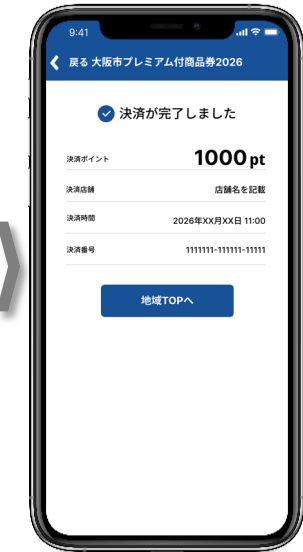 9:41
戻る 大阪市プレミアム付商品券2026
決済が完了しました
決済ポイント 1000 pt
決済店舗 店舗名を記載
決済時間 2026年XX月XX日 11:00
決済番号 1111111-111111-11111
地域TOPへ